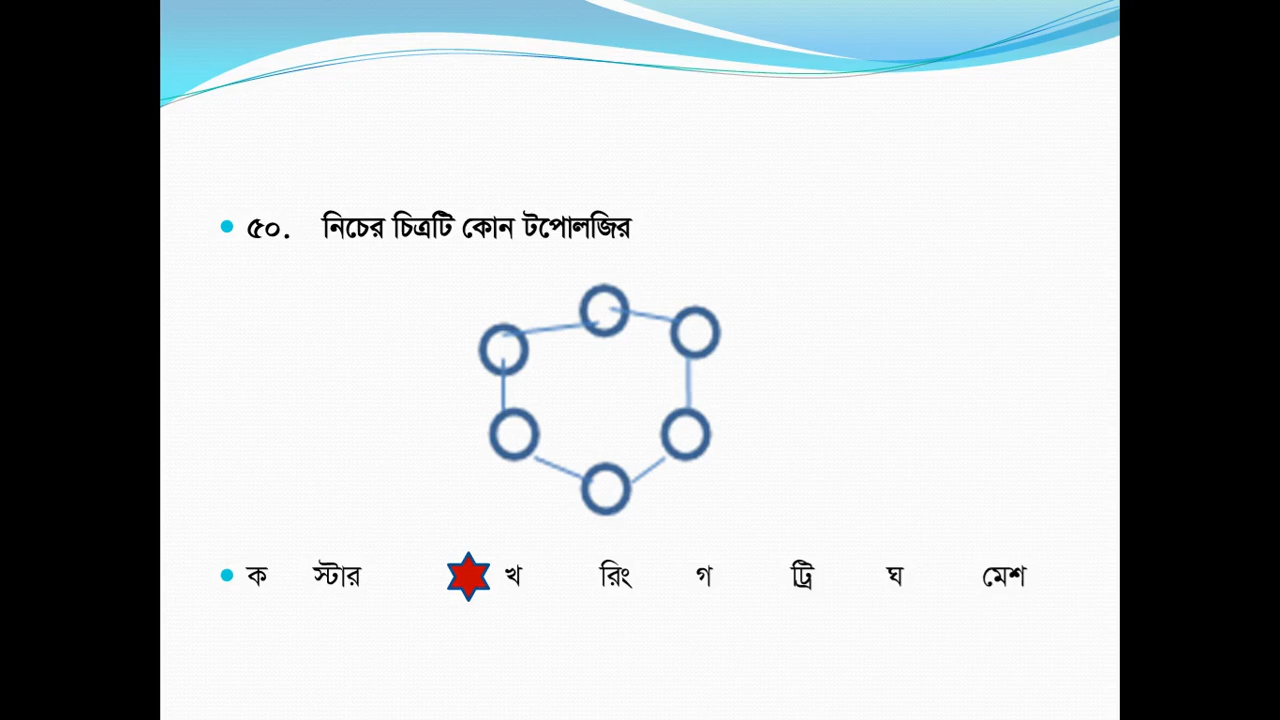 ৫০. নিচের চিত্রটি কোন টপোলজির
ক স্টার খ রিং গ ট্রি ঘ মেশ